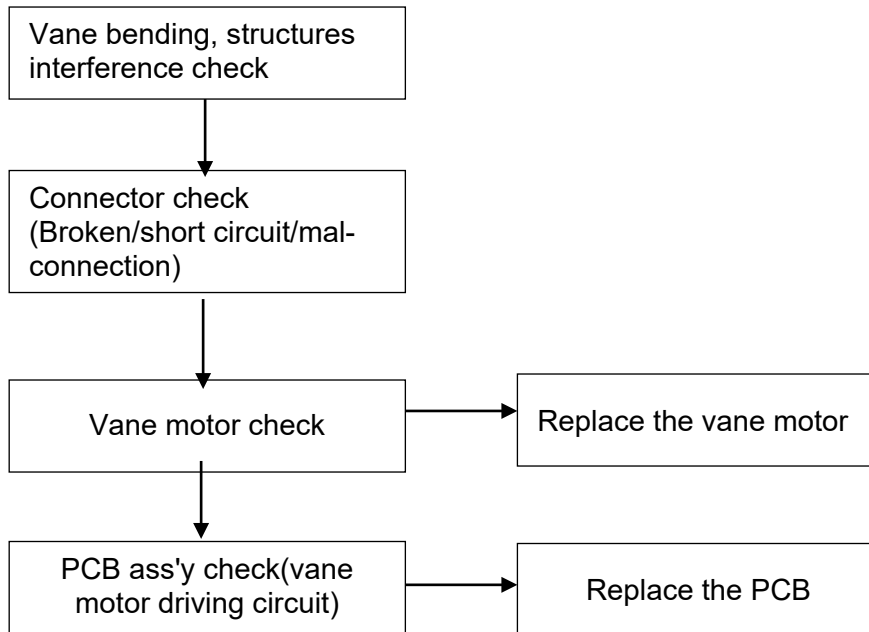 Vane bending, structures
interference check
Connector check
(Broken/short circuit/mal-
connection)
Vane motor check
Replace the vane motor
PCB ass'y check(vane
motor driving circuit)
Replace the PCB